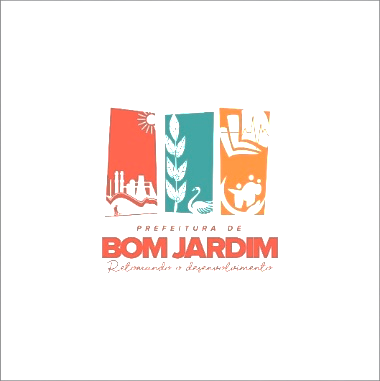 PREFEITURA DE
BOM JARDIM
Retomando o desenvolvimento